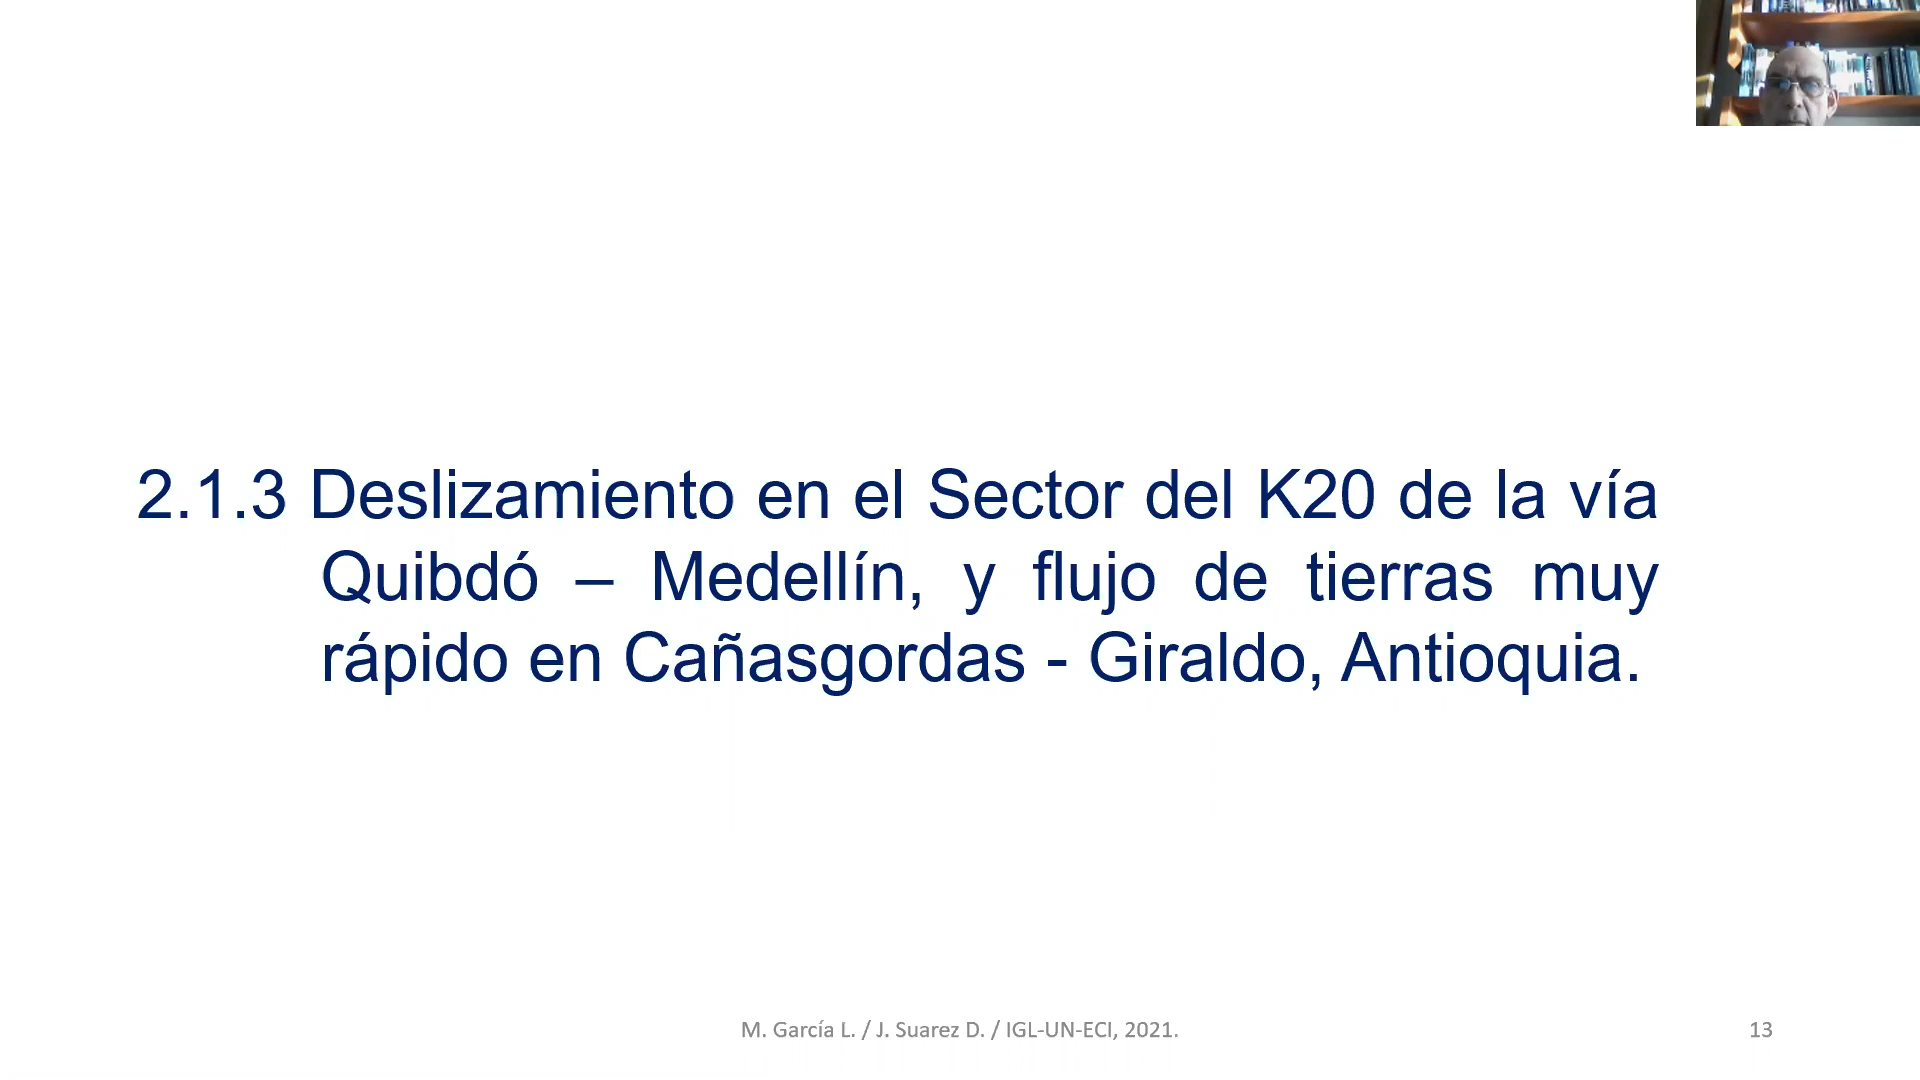 2.1.3 Deslizamiento en el Sector del K20 de la vía
Quibdó – Medellín, y flujo de tierras muy
rápido en Cañasgordas - Giraldo, Antioquia.
M. García L. / J. Suarez D. / IGL-UN-ECI, 2021.
13